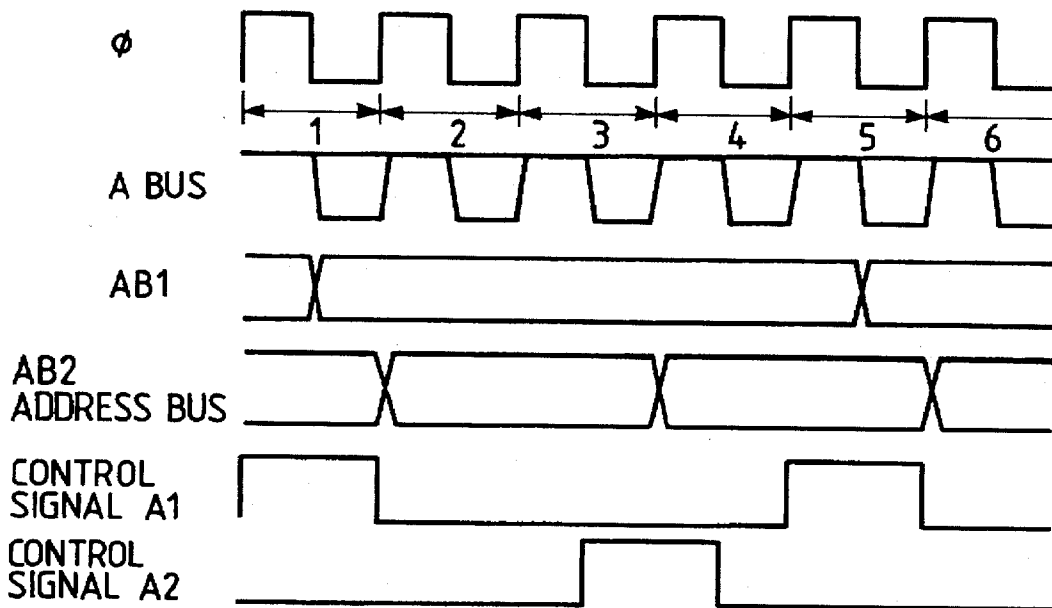 ϕ
1 2 3 4 5 6
A BUS
AB1
AB2
ADDRESS BUS
CONTROL
SIGNAL A1
CONTROL
SIGNAL A2